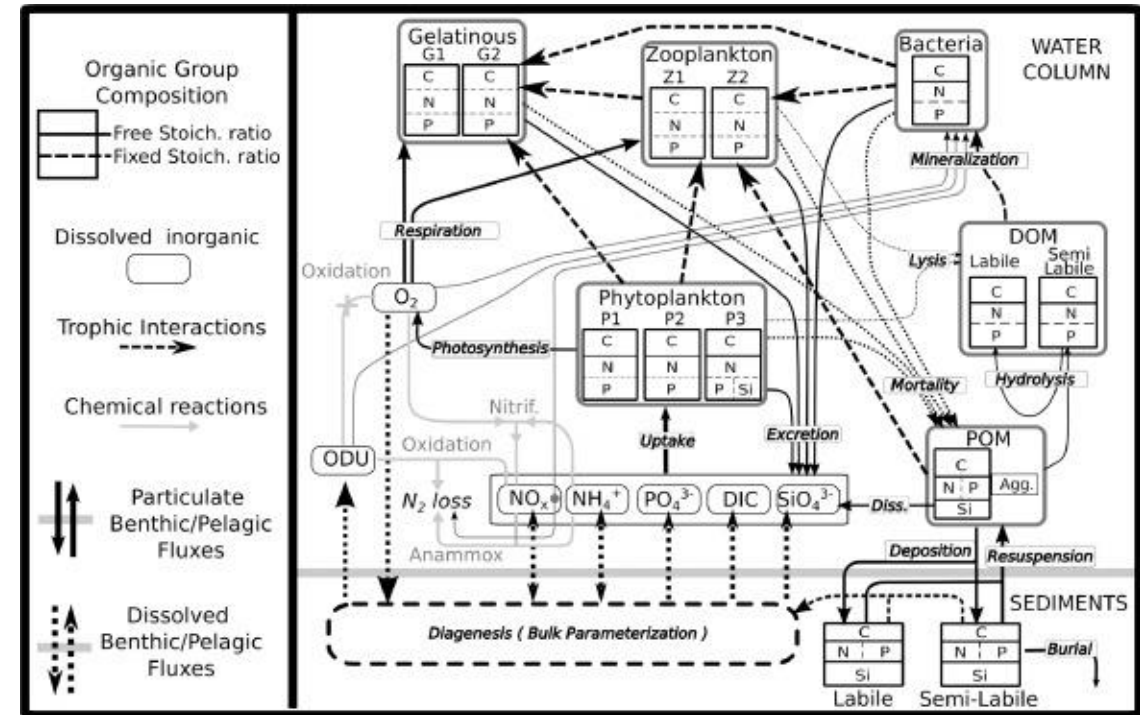 Organic Group
Composition
Free Stoich. ratio
Fixed Stoich. ratio
Dissolved inorganic
Trophic Interactions
Chemical reactions
Particulate
Benthic/Pelagic
Fluxes
Dissolved
Benthic/Pelagic
Fluxes
Gelatinous
G1 G2
C C
N N
P P
Zooplankton
Z1 Z2
C C
N N
P P
Bacteria
C
N
P
WATER
COLUMN
Mineralization
Respiration
Oxidation
O2
DOM
Labile
Semi
Labile
C C
N N
P P
Lysis
Phytoplankton
P1 P2 P3
C C C
N N N
P P P Si
Photosynthesis
Mortality
Hydrolysis
Nitrif.
Uptake
Excretion
Oxidation
ODU
POM
C
N P
Si
Agg.
N2 loss
NOx
NH4+
PO43-
DIC
SiO43-
Diss.
Anammox
Deposition
Resuspension
SEDIMENTS
Diagenesis ( Bulk Parameterization )
C
N P
Si
Labile
C
N P
Si
Semi-Labile
Burial